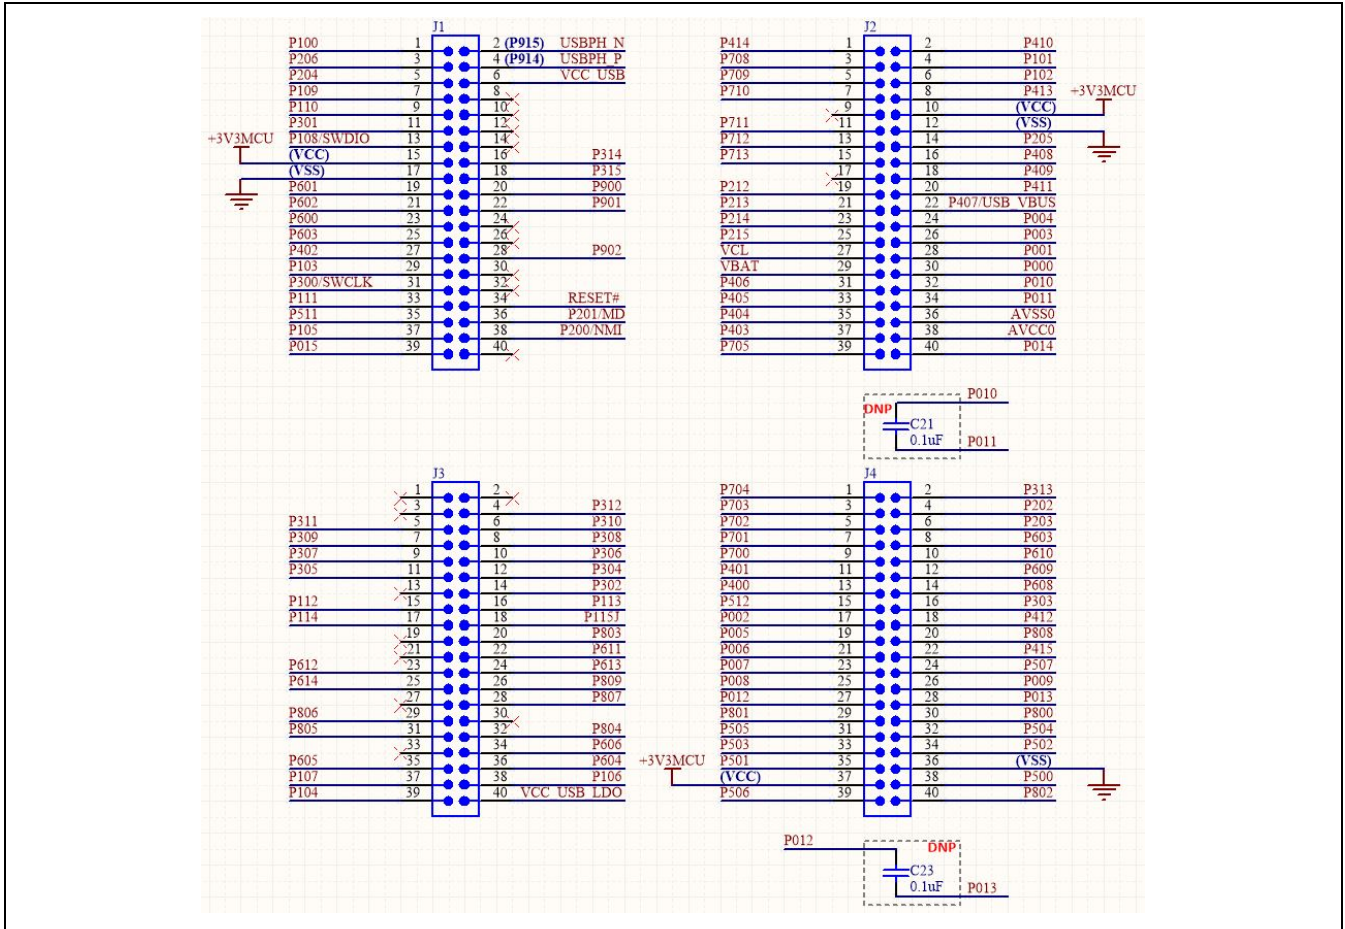 J1
P100 1 2 (P915) USBPH_N
P206 3 4 (P914) USBPH_P
P204 5 6 VCC_USB
P109 7 8
P110 9 10
P301 11 12
+3V3MCU P108/SWDIO 13 14
(VCC) 15 16 P314
(VSS) 17 18 P315
P601 19 20 P900
P602 21 22 P901
P600 23 24
P603 25 26
P402 27 28 P902
P103 29 30
P300/SWCLK 31 32
P111 33 34 RESET#
P511 35 36 P201/MD
P105 37 38 P200/NMI
P015 39 40
J2
P414 1 2 P410
P708 3 4 P101
P709 5 6 P102
P710 7 8 P413 +3V3MCU
9 10 (VCC)
P711 11 12 (VSS)
P712 13 14 P205
P713 15 16 P408
17 18 P409
P212 19 20 P411
P213 21 22 P407/USB_VBUS
P214 23 24 P004
P215 25 26 P003
VCL 27 28 P001
VBAT 29 30 P000
P406 31 32 P010
P405 33 34 P011
P404 35 36 AVSS0
P403 37 38 AVCC0
P705 39 40 P014
P010
DNP
C21
0.1uF
P011
J3
1 2
3 4 P312
P311 5 6 P310
P309 7 8 P308
P307 9 10 P306
P305 11 12 P304
13 14 P302
P112 15 16 P113
P114 17 18 P115J
19 20 P803
21 22 P611
P612 23 24 P613
P614 25 26 P809
27 28 P807
P806 29 30
P805 31 32 P804
33 34 P606
P605 35 36 P604
P107 37 38 P106
P104 39 40 VCC_USB_LDO
J4
P704 1 2 P313
P703 3 4 P202
P702 5 6 P203
P701 7 8 P603
P700 9 10 P610
P401 11 12 P609
P400 13 14 P608
P512 15 16 P303
P002 17 18 P412
P005 19 20 P808
P006 21 22 P415
P007 23 24 P507
P008 25 26 P009
P012 27 28 P013
P801 29 30 P800
P505 31 32 P504
P503 33 34 P502
+3V3MCU P501 35 36 (VSS)
(VCC) 37 38 P500
P506 39 40 P802
P012
DNP
C23
0.1uF
P013